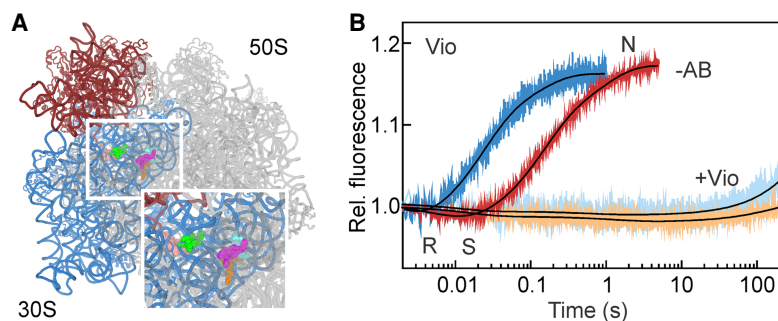 A
50S
30S
B
Rel. fluorescence
1.2
1.1
1.0
Vio
N
-AB
+Vio
R
S
0.01
0.1
1
10
100
Time (s)